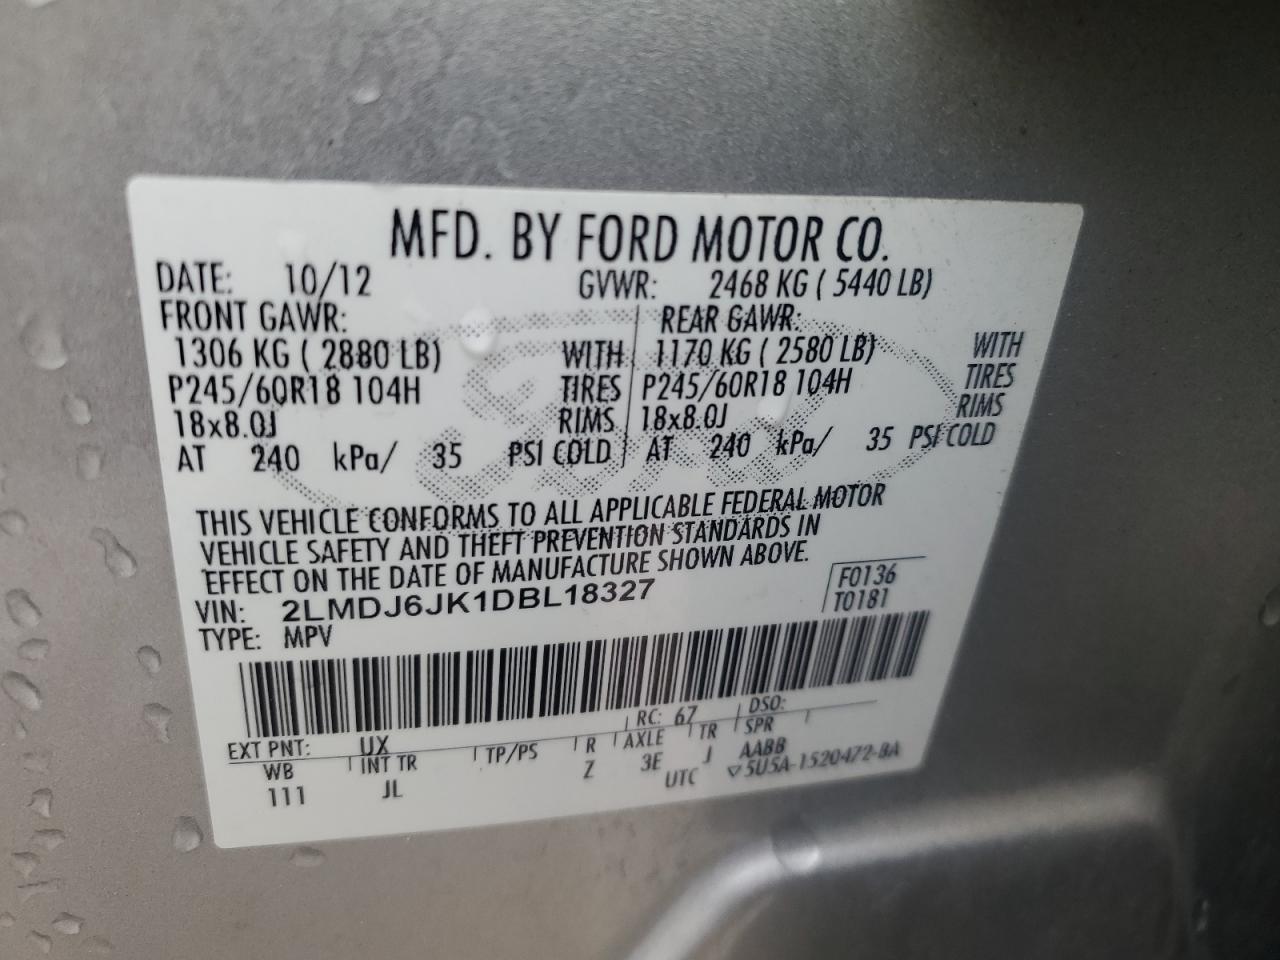 MFD. BY FORD MOTOR CO.
DATE: 10/12 GVWR: 2468 KG ( 5440 LB)
FRONT GAWR: REAR GAWR:
1306 KG ( 2880 LB) WITH 1170 KG ( 2580 LB) WITH
P245/60R18 104H TIRES P245/60R18 104H TIRES
18x8.0J RIMS 18x8.0J RIMS
AT 240 kPa/ 35 PSI COLD AT 240 kPa/ 35 PSI COLD
THIS VEHICLE CONFORMS TO ALL APPLICABLE FEDERAL MOTOR
VEHICLE SAFETY AND THEFT PREVENTION STANDARDS IN
EFFECT ON THE DATE OF MANUFACTURE SHOWN ABOVE.
VIN: 2LMDJ6JK1DBL18327 F0136
TYPE: MPV T0181
EXT PNT: UX RC: 67 DSO:
WB INT TR TP/PS R AXLE TR SPR
111 JL Z 3E J AABB
UTC ▽5U5A-1520472-BA